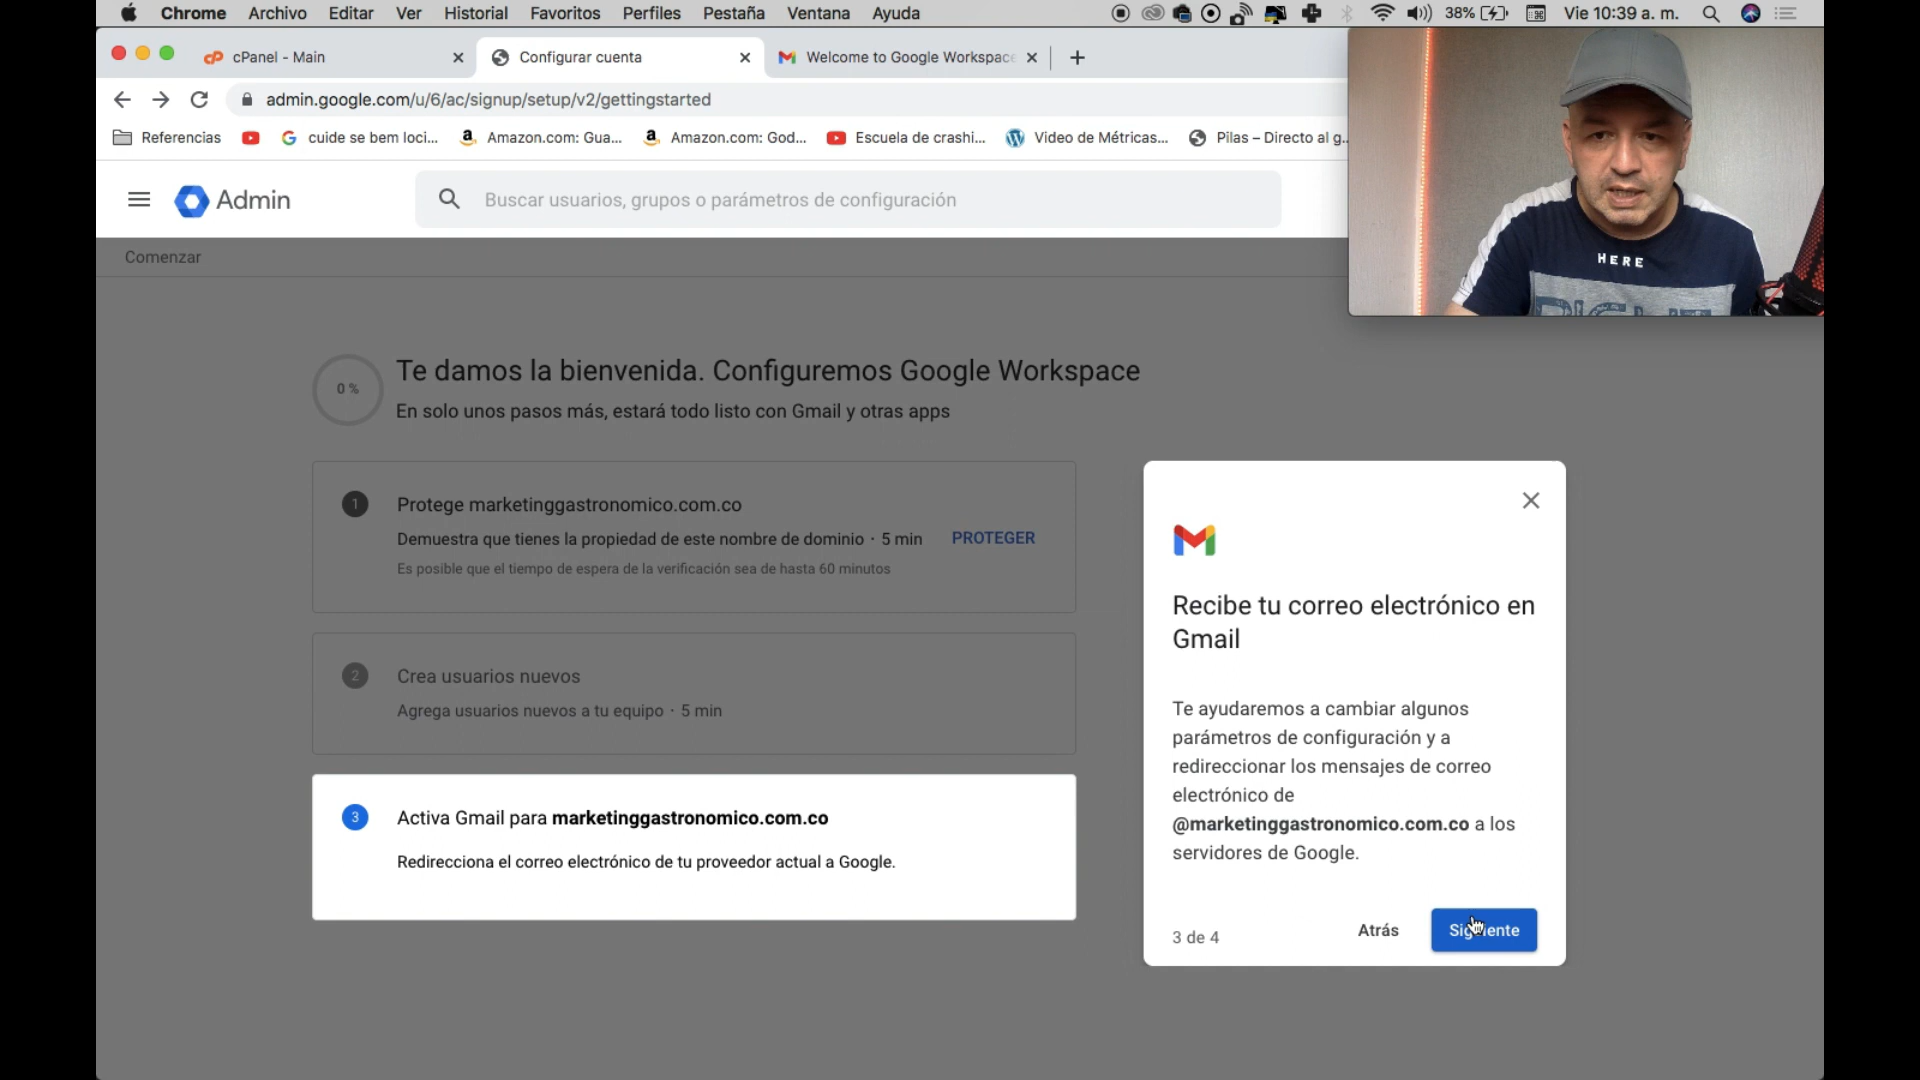 Chrome Archivo Editar Ver Historial Favoritos Perfiles Pestaña Ventana Ayuda 38% Vie 10:39 a. m.
cPanel - Main Configurar cuenta Welcome to Google Workspace
admin.google.com/u/6/ac/signup/setup/v2/gettingstarted
Referencias cuide se bem loci... Amazon.com: Gua... Amazon.com: God... Escuela de crashi... Video de Métricas... Pilas – Directo al g...
Admin Buscar usuarios, grupos o parámetros de configuración
HERE
Comenzar
0 %
Te damos la bienvenida. Configuremos Google Workspace
En solo unos pasos más, estará todo listo con Gmail y otras apps
1 Protege marketinggastronomico.com.co
Demuestra que tienes la propiedad de este nombre de dominio · 5 min PROTEGER
Es posible que el tiempo de espera de la verificación sea de hasta 60 minutos
2 Crea usuarios nuevos
Agrega usuarios nuevos a tu equipo · 5 min
3 Activa Gmail para marketinggastronomico.com.co
Redirecciona el correo electrónico de tu proveedor actual a Google.
Recibe tu correo electrónico en
Gmail
Te ayudaremos a cambiar algunos
parámetros de configuración y a
redireccionar los mensajes de correo
electrónico de
@marketinggastronomico.com.co a los
servidores de Google.
3 de 4 Atrás Siguiente